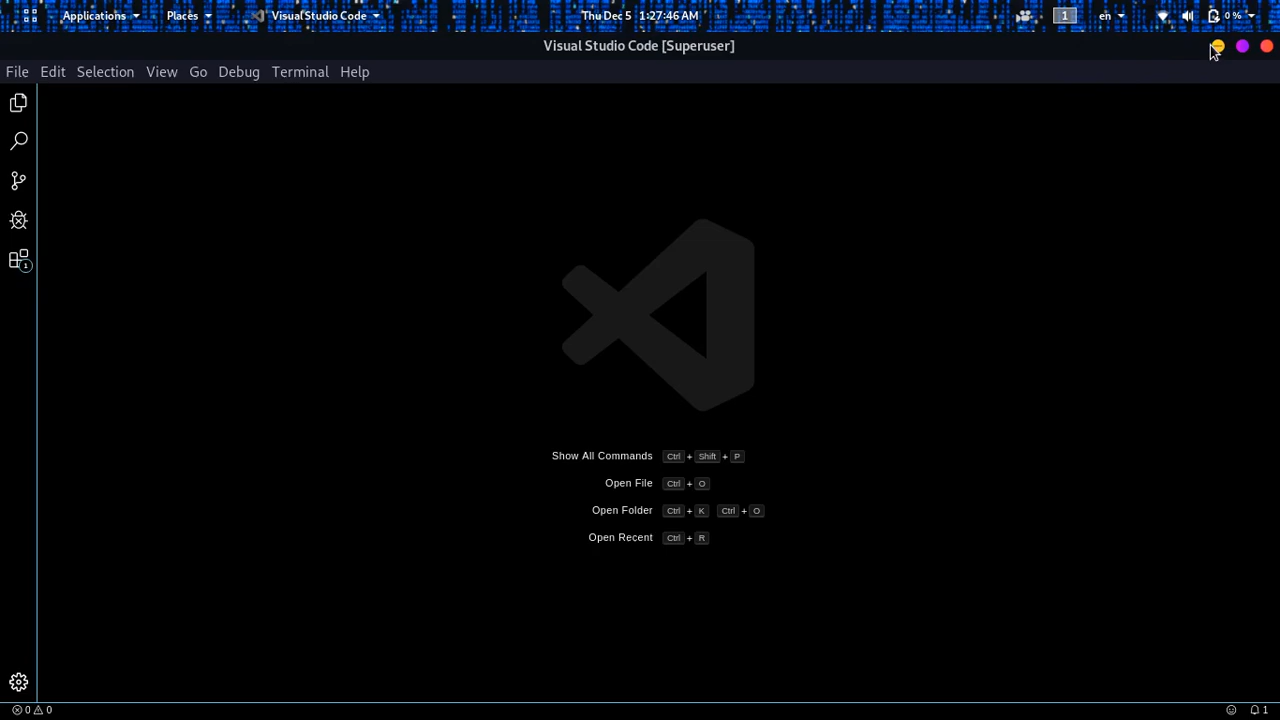 Applications Places Visual Studio Code Thu Dec 5 1:27:46 AM 1 en 0 %
Visual Studio Code [Superuser]
File Edit Selection View Go Debug Terminal Help
1
Show All Commands Ctrl + Shift + P
Open File Ctrl + O
Open Folder Ctrl + K Ctrl + O
Open Recent Ctrl + R
0 0 1